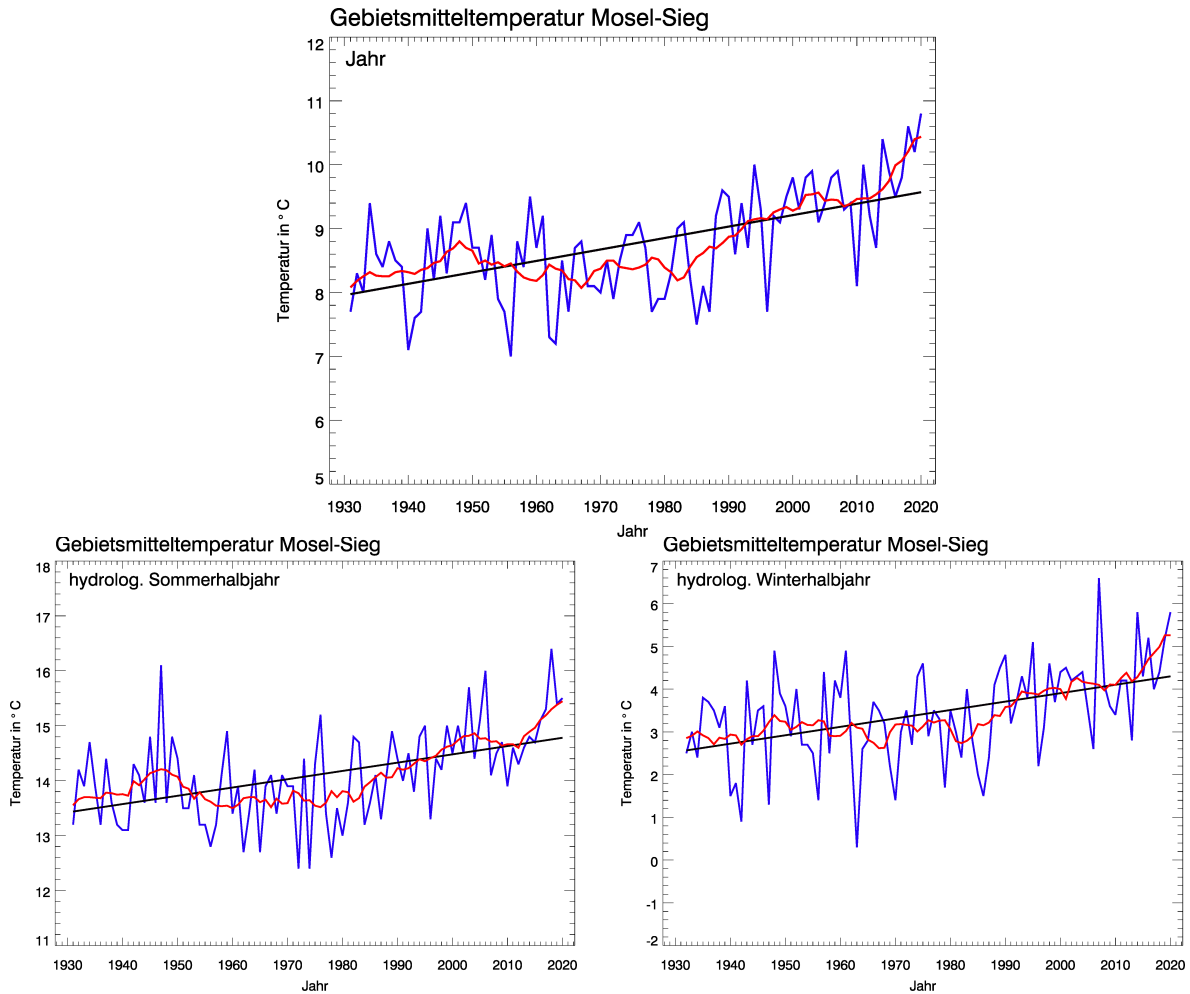 Gebietsmitteltemperatur Mosel-Sieg
Jahr
12
11
10
9
8
7
6
5
Temperatur in ° C
1930 1940 1950 1960 1970 1980 1990 2000 2010 2020
Jahr
Gebietsmitteltemperatur Mosel-Sieg
hydrolog. Sommerhalbjahr
18
17
16
15
14
13
12
11
Temperatur in ° C
1930 1940 1950 1960 1970 1980 1990 2000 2010 2020
Jahr
Gebietsmitteltemperatur Mosel-Sieg
hydrolog. Winterhalbjahr
7
6
5
4
3
2
1
0
-1
-2
Temperatur in ° C
1930 1940 1950 1960 1970 1980 1990 2000 2010 2020
Jahr